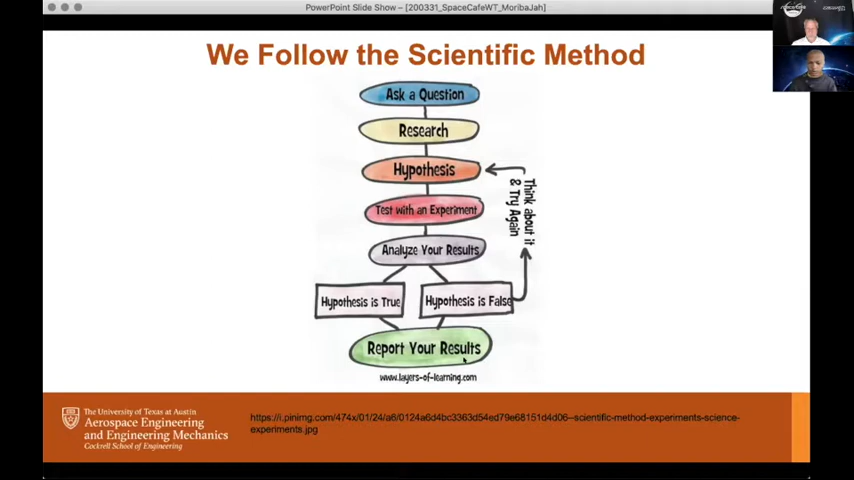 PowerPoint Slide Show – [200331_SpaceCafeWT_MoribaJah]
We Follow the Scientific Method
Ask a Question
Research
Hypothesis
Think about it
& Try Again
Test with an Experiment
Analyze Your Results
Hypothesis is True
Hypothesis is False
Report Your Results
www.layers-of-learning.com
The University of Texas at Austin
Aerospace Engineering
and Engineering Mechanics
Cockrell School of Engineering
https://i.pinimg.com/474x/01/24/a6/0124a6d4bc3363d54ed79e68151d4d06--scientific-method-experiments-science-
experiments.jpg